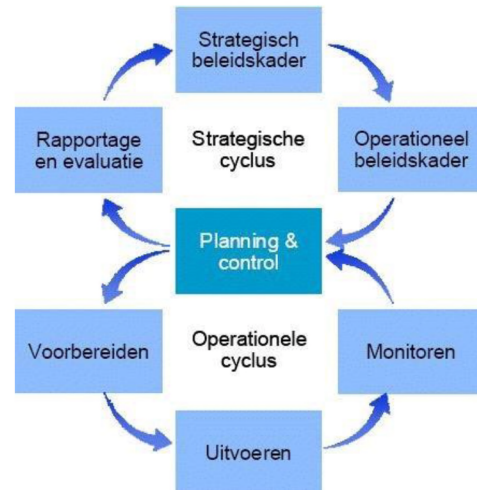 Strategisch
beleidskader
Rapportage
en evaluatie
Strategische
cyclus
Operationeel
beleidskader
Planning &
control
Voorbereiden
Operationele
cyclus
Monitoren
Uitvoeren